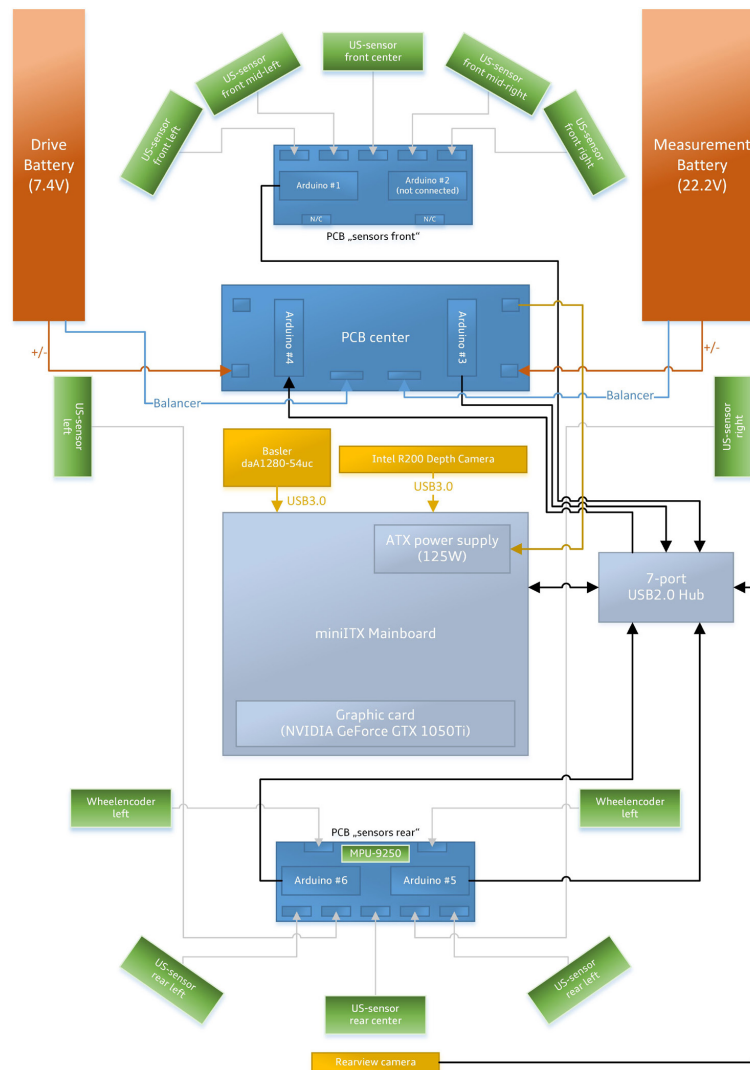 US-sensor
front center
US-sensor
front mid-left
US-sensor
front mid-right
US-sensor
front left
US-sensor
front right
Drive
Battery
(7.4V)
Measurement
Battery
(22.2V)
Arduino #1
Arduino #2
(not connected)
N/C
N/C
PCB „sensors front“
Arduino #4
PCB center
Arduino #3
+/-
+/-
Balancer
Balancer
US-sensor
left
US-sensor
right
Basler
daA1280-54uc
Intel R200 Depth Camera
USB3.0
USB3.0
ATX power supply
(125W)
7-port
USB2.0 Hub
miniITX Mainboard
Graphic card
(NVIDIA GeForce GTX 1050Ti)
Wheelencoder
left
Wheelencoder
left
PCB „sensors rear“
MPU-9250
Arduino #6
Arduino #5
US-sensor
rear left
US-sensor
rear left
US-sensor
rear center
Rearview camera